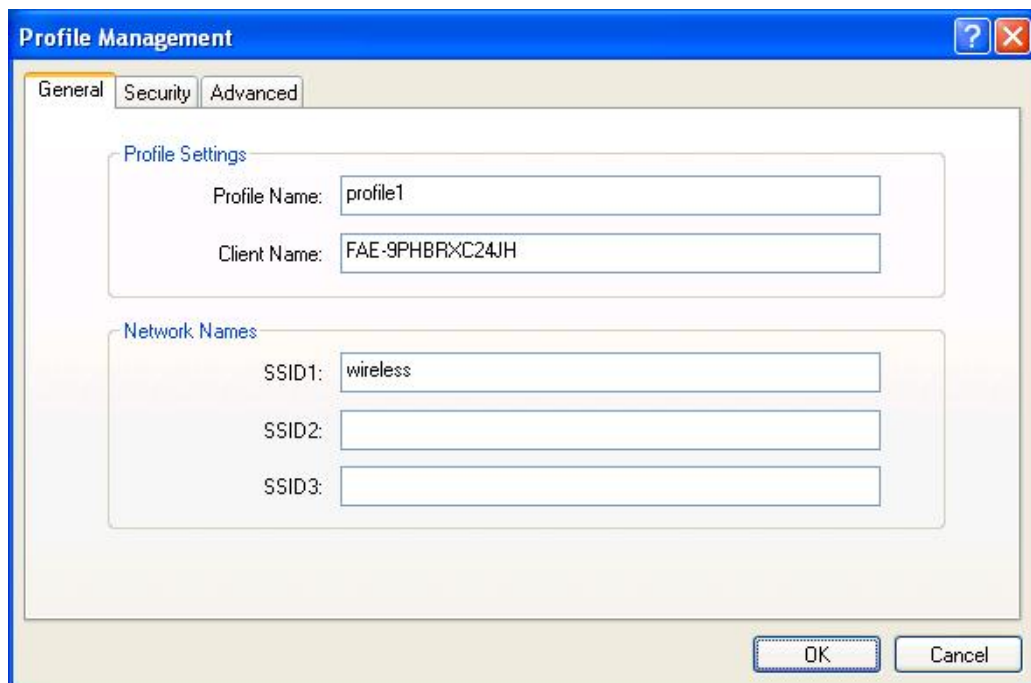 Profile Management
General Security Advanced
Profile Settings
Profile Name: profile1
Client Name: FAE-9PHBRXC24JH
Network Names
SSID1: wireless
SSID2:
SSID3:
OK Cancel